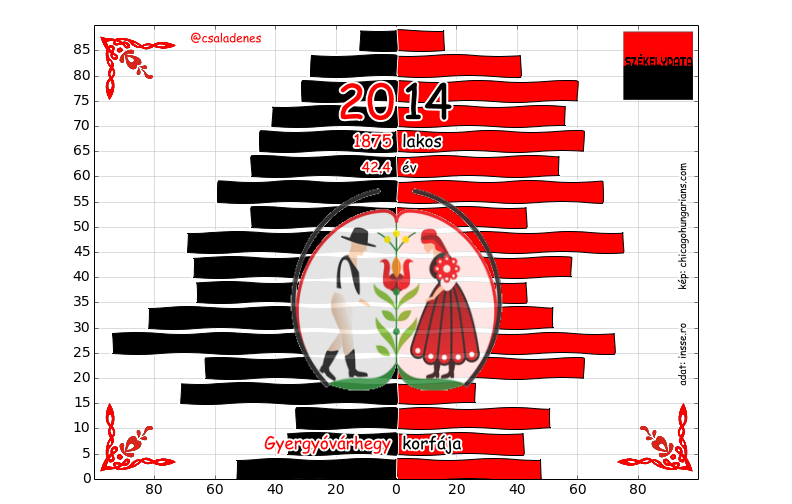 @csaladenes
SZÉKELYDATA
2014
1875 lakos
42.4 év
kép: chicagohungarians.com
adat: insse.ro
Gyergyóvárhegy korfája
85
80
75
70
65
60
55
50
45
40
35
30
25
20
15
10
5
0
80 60 40 20 0 20 40 60 80